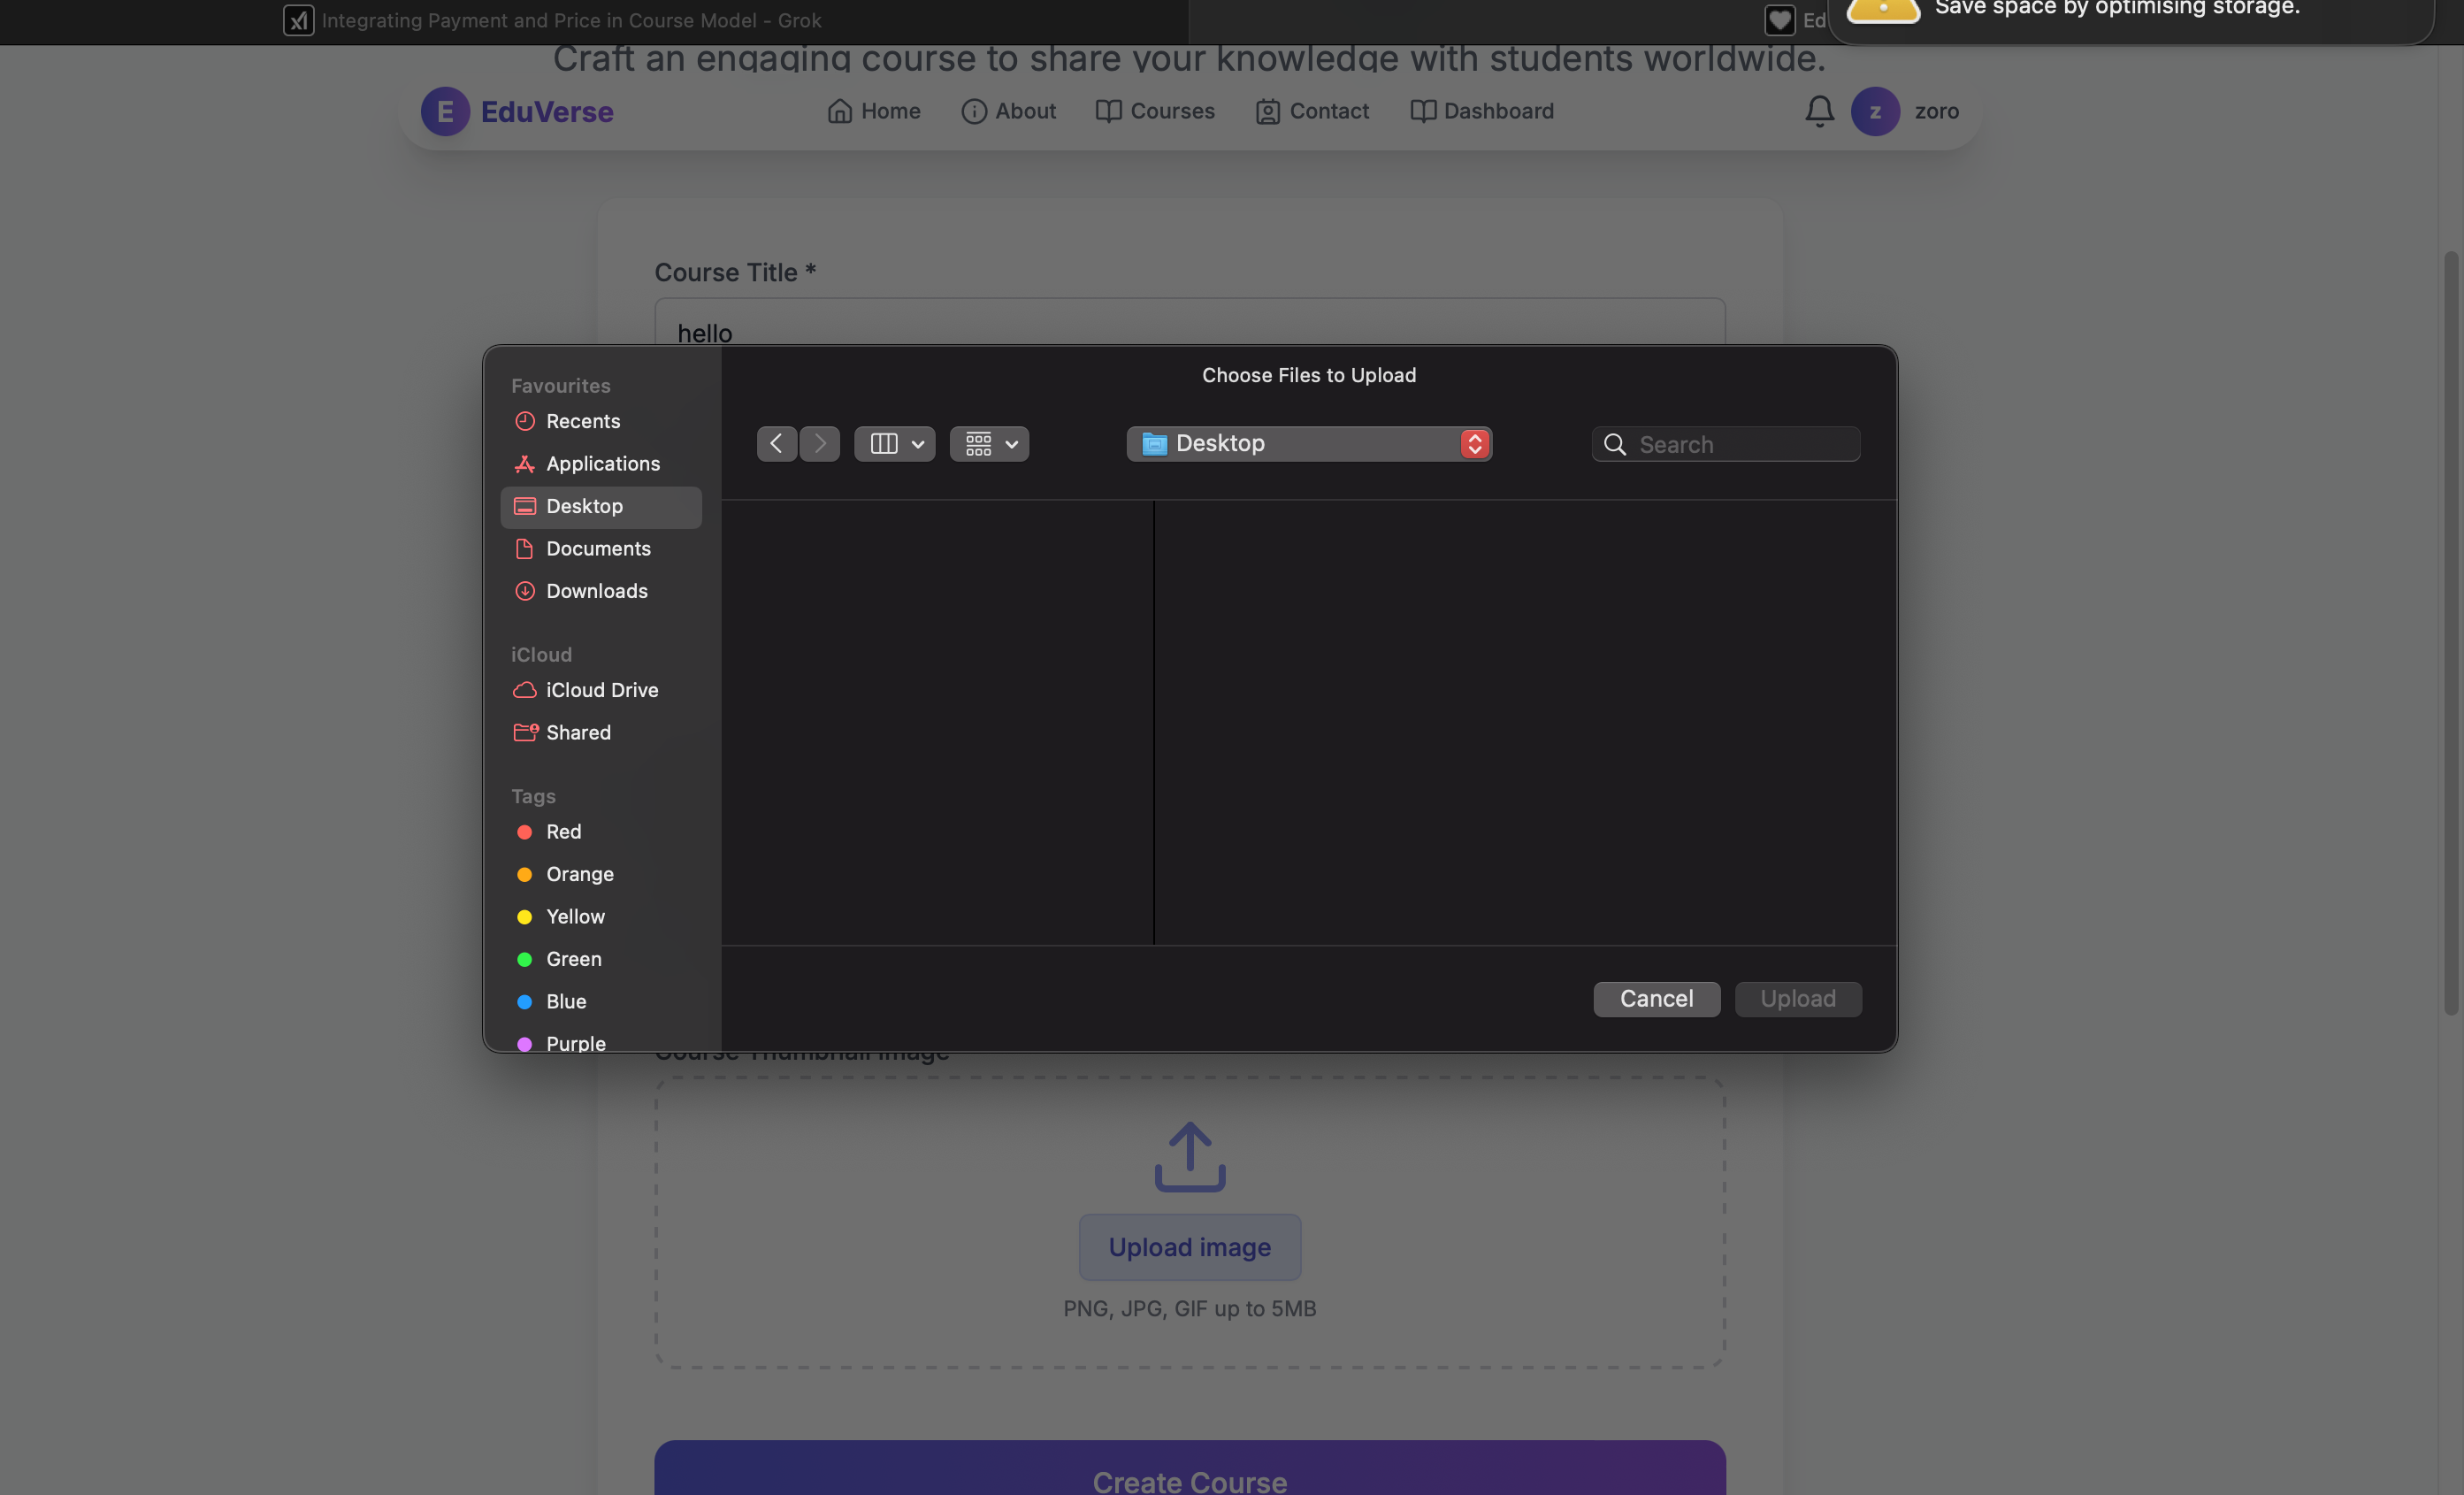 Integrating Payment and Price in Course Model - Grok
Ed
Save space by optimising storage.
Craft an engaging course to share your knowledge with students worldwide.
E EduVerse
Home
About
Courses
Contact
Dashboard
z zoro
Course Title *
hello
Choose Files to Upload
Favourites
Recents
Applications
Desktop
Documents
Downloads
iCloud
iCloud Drive
Shared
Tags
Red
Orange
Yellow
Green
Blue
Purple
Desktop
Search
Cancel
Upload
Course Thumbnail Image
Upload image
PNG, JPG, GIF up to 5MB
Create Course